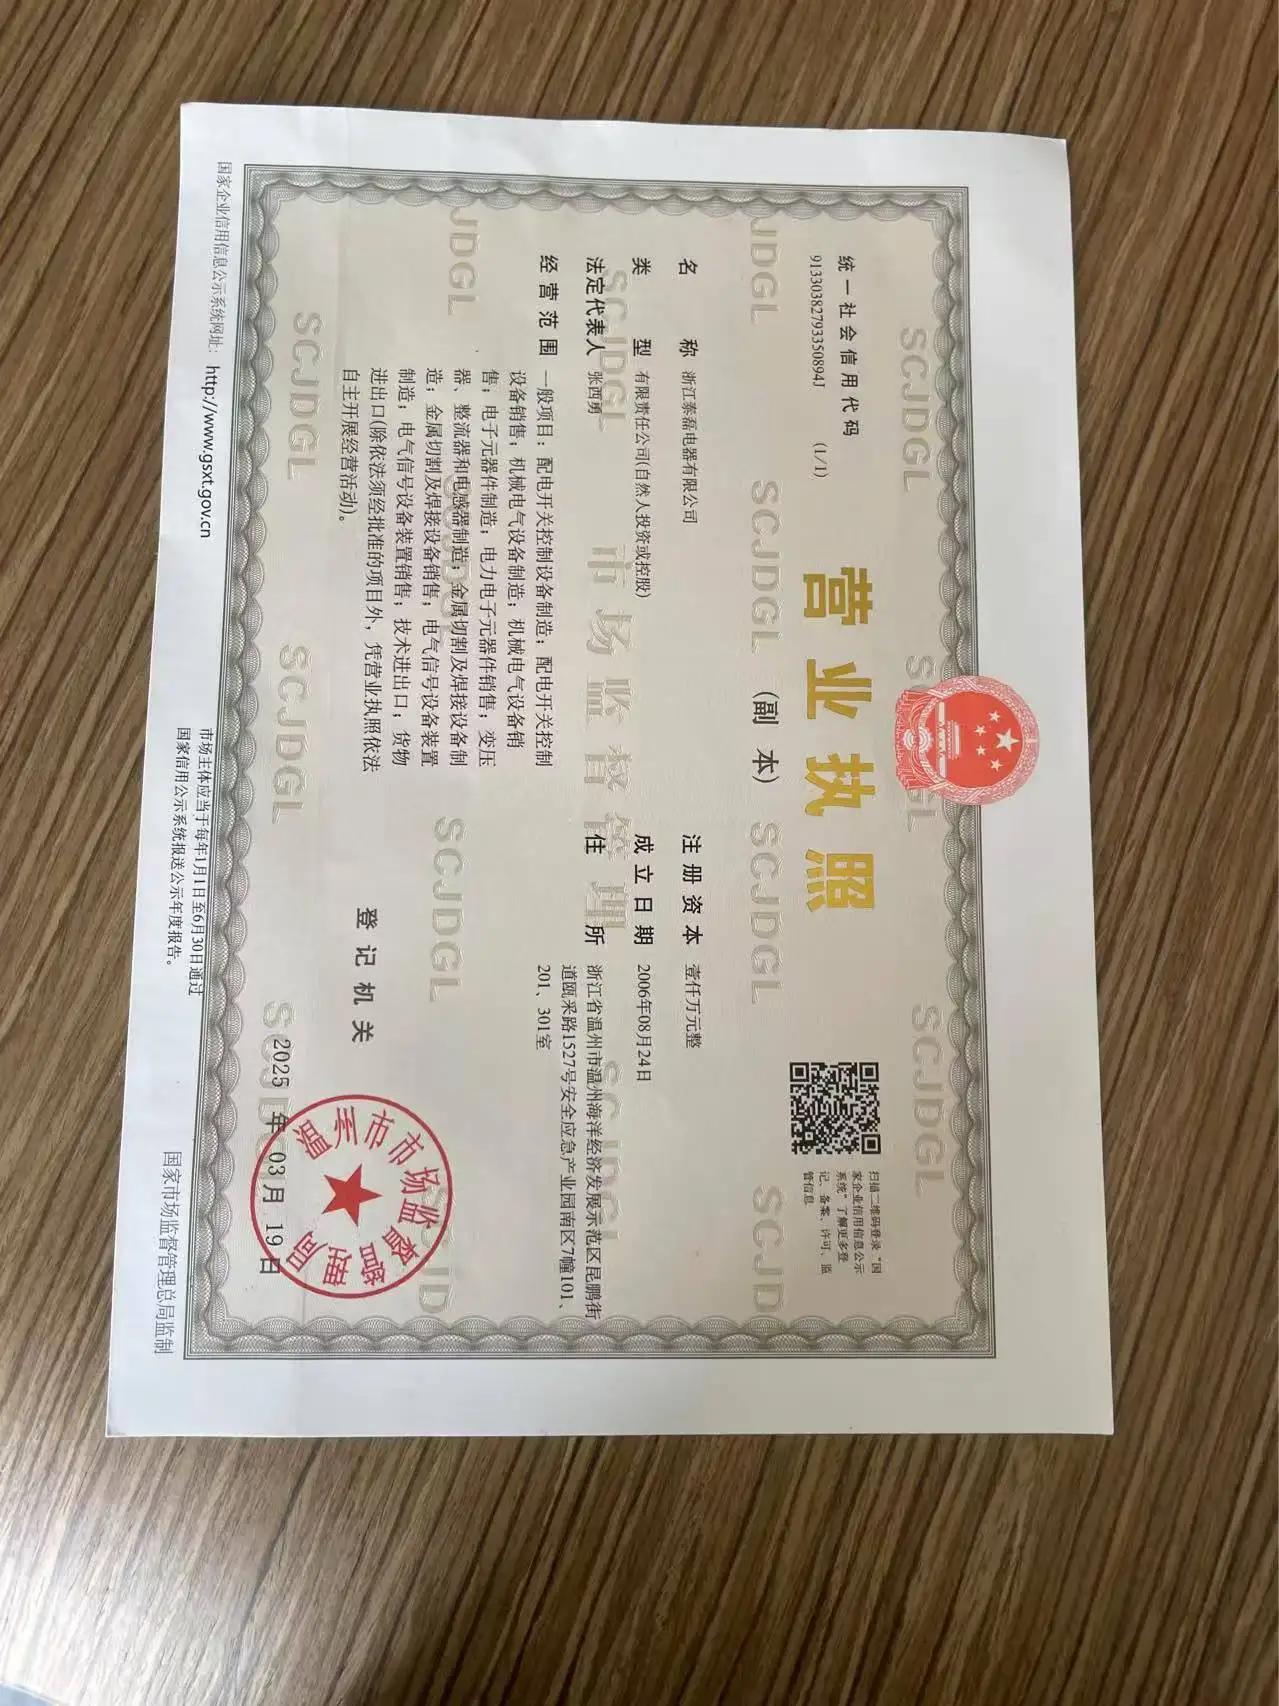 营业执照
(副本)
统一社会信用代码
913303827933508​94J
(1/1)
扫描二维码登录“国
家企业信用信息公示
系统”了解更多登
记、备案、许可、监
管信息
名称 浙江泰磊电器有限公司
类型 有限责任公司(自然人投资或控股)
法定代表人 张西勇
经营范围 一般项目：配电开关控制设备制造；配电开关控制
设备销售；机械电气设备制造；机械电气设备销
售；电子元器件制造；电力电子元器件销售；变压
器、整流器和电感器制造；金属切割及焊接设备制
造；金属切割及焊接设备销售；电气信号设备装置
制造；电气信号设备装置销售；技术进出口；货物
进出口(除依法须经批准的项目外，凭营业执照依法
自主开展经营活动)。
注册资本 壹仟万元整
成立日期 2006年08月24日
住所 浙江省温州市温州海洋经济发展示范区昆鹏街
道瓯釆路1527号安全应急产业园南区7幢101、
201、301室
登记机关
温州市市场监督管理局
2025年03月19日
国家企业信用信息公示系统网址：http://www.gsxt.gov.cn
市场主体应当于每年1月1日至6月30日通过
国家信用公示系统报送公示年度报告。
国家市场监督管理总局监制
SCJDGL
市场监督管理